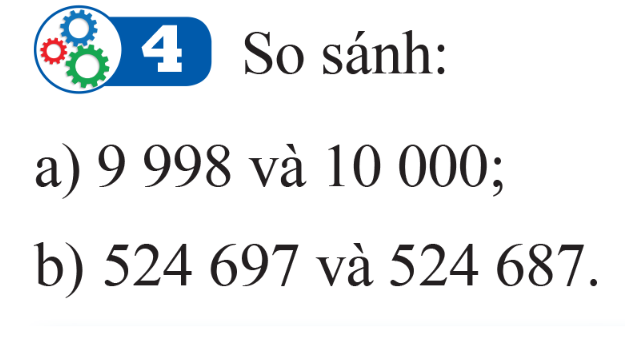 4 So sánh:
a) 9 998 và 10 000;
b) 524 697 và 524 687.